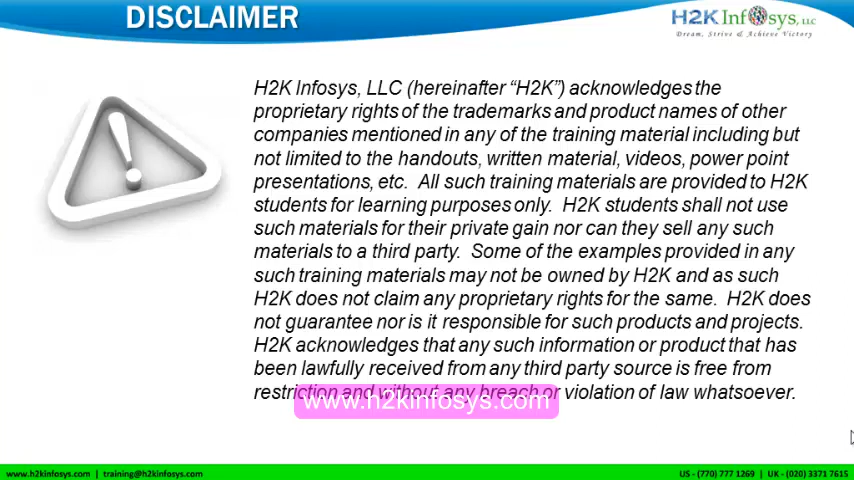 DISCLAIMER
H2K Infosys, LLC
Dream, Strive & Achieve Victory
H2K Infosys, LLC (hereinafter “H2K”) acknowledges the
proprietary rights of the trademarks and product names of other
companies mentioned in any of the training material including but
not limited to the handouts, written material, videos, power point
presentations, etc. All such training materials are provided to H2K
students for learning purposes only. H2K students shall not use
such materials for their private gain nor can they sell any such
materials to a third party. Some of the examples provided in any
such training materials may not be owned by H2K and as such
H2K does not claim any proprietary rights for the same. H2K does
not guarantee nor is it responsible for such products and projects.
H2K acknowledges that any such information or product that has
been lawfully received from any third party source is free from
restriction and without any breach or violation of law whatsoever.
www.h2kinfosys.com
www.h2kinfosys.com | training@h2kinfosys.com
US - (770) 777 1269 | UK - (020) 3371 7615